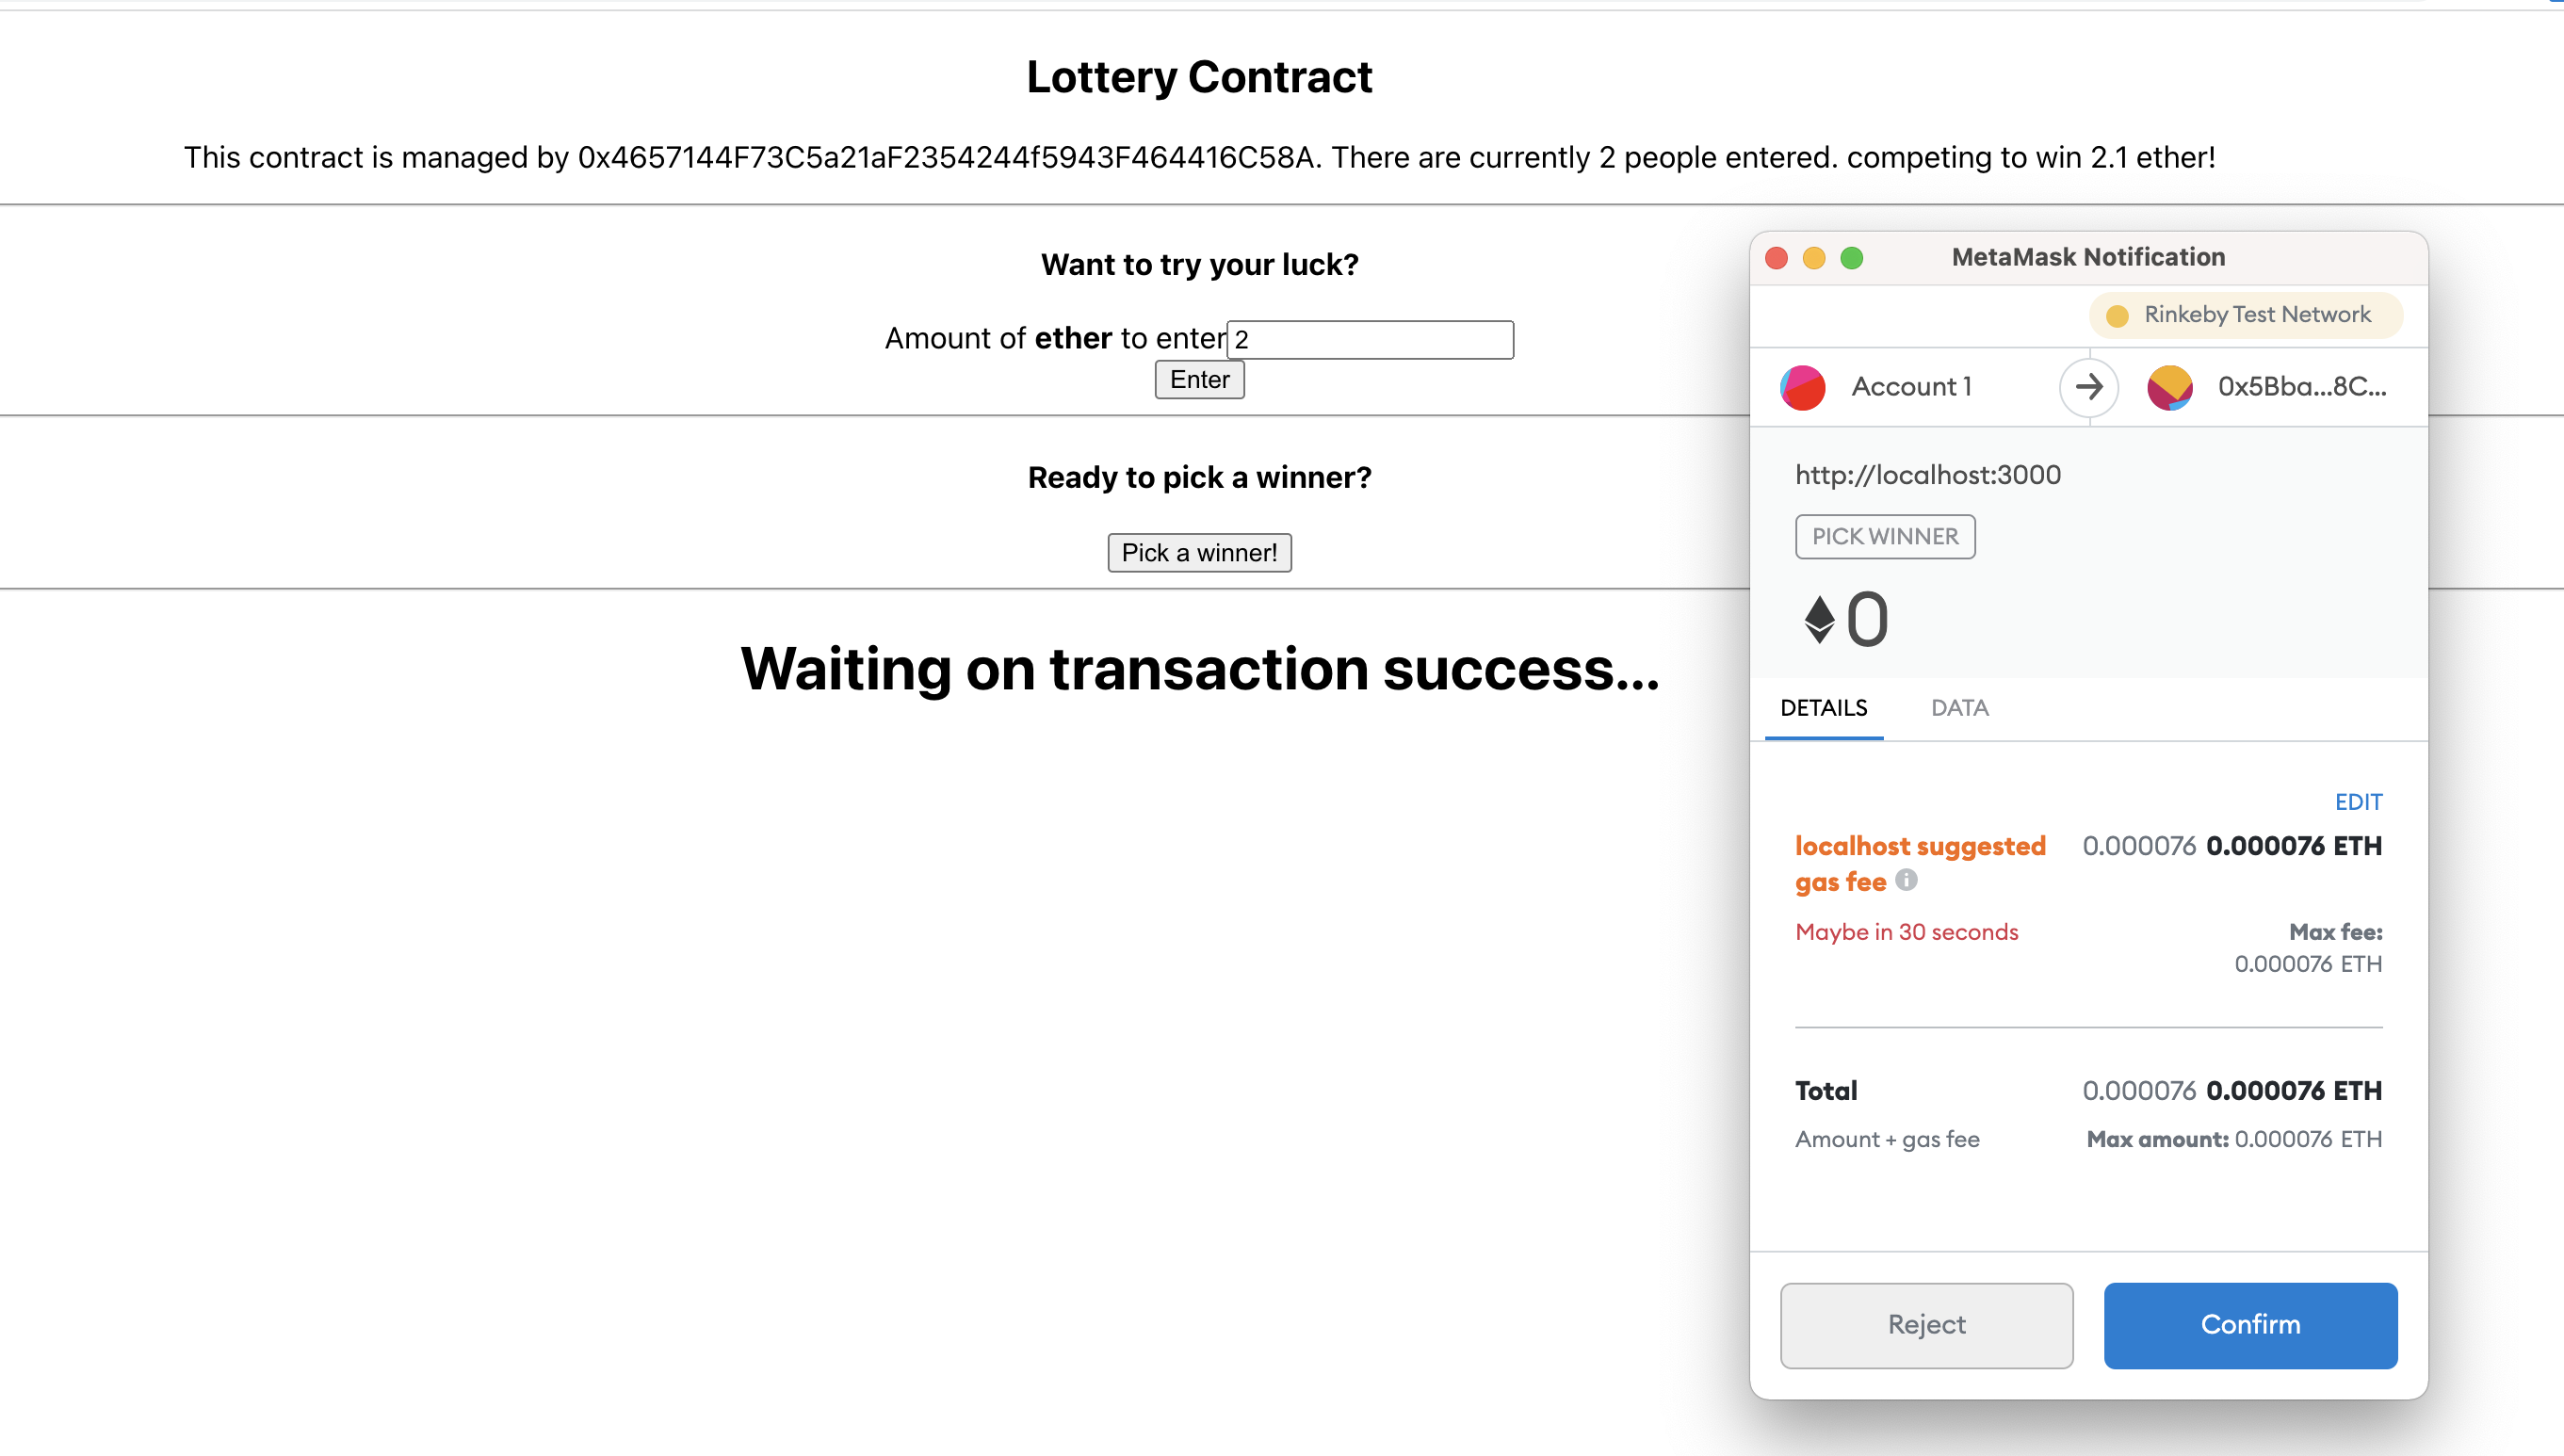 Lottery Contract
This contract is managed by 0x4657144F73C5a21aF2354244f5943F464416C58A. There are currently 2 people entered. competing to win 2.1 ether!
Want to try your luck?
Amount of ether to enter 2
Enter
Ready to pick a winner?
Pick a winner!
Waiting on transaction success...
MetaMask Notification
Rinkeby Test Network
Account 1
0x5Bba...8C...
http://localhost:3000
PICK WINNER
0
DETAILS DATA
EDIT
localhost suggested gas fee 0.000076 0.000076 ETH
Maybe in 30 seconds
Max fee:
0.000076 ETH
Total 0.000076 0.000076 ETH
Amount + gas fee Max amount: 0.000076 ETH
Reject Confirm